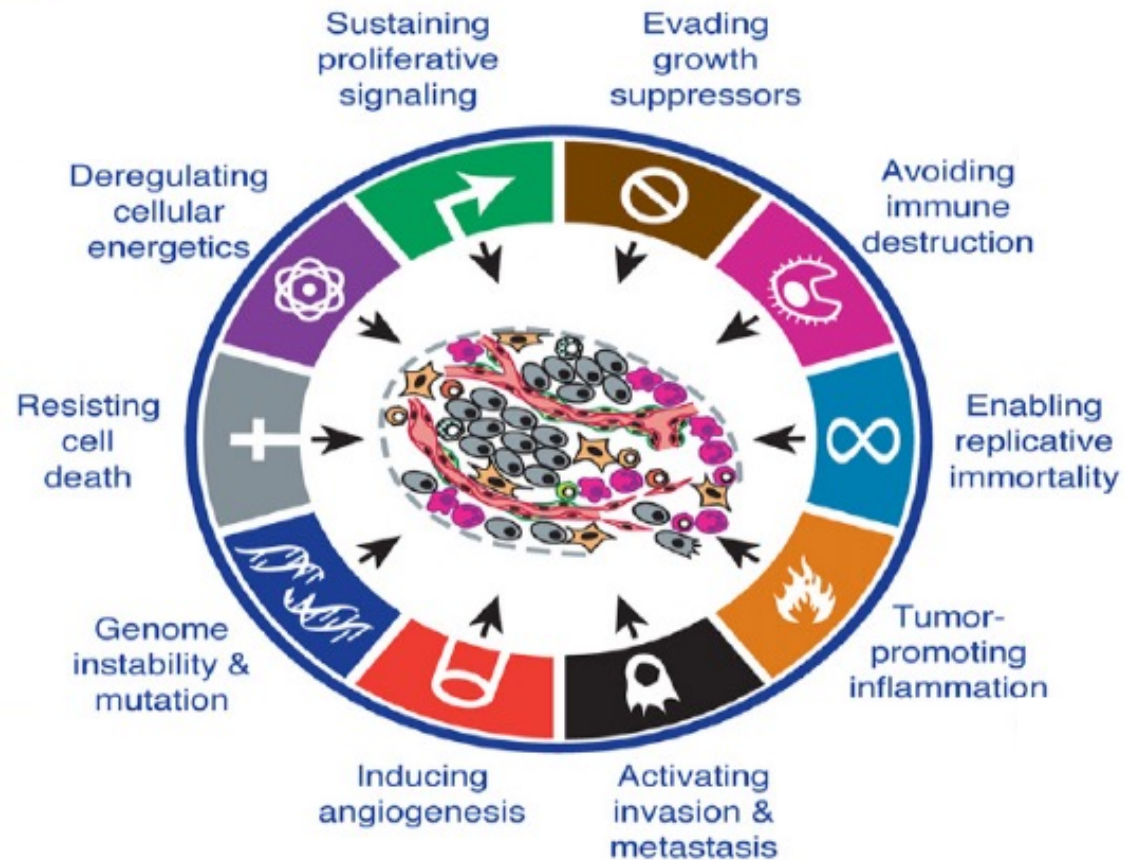 Sustaining
proliferative
signaling
Evading
growth
suppressors
Avoiding
immune
destruction
Enabling
replicative
immortality
Tumor-
promoting
inflammation
Activating
invasion &
metastasis
Inducing
angiogenesis
Genome
instability &
mutation
Resisting
cell
death
Deregulating
cellular
energetics